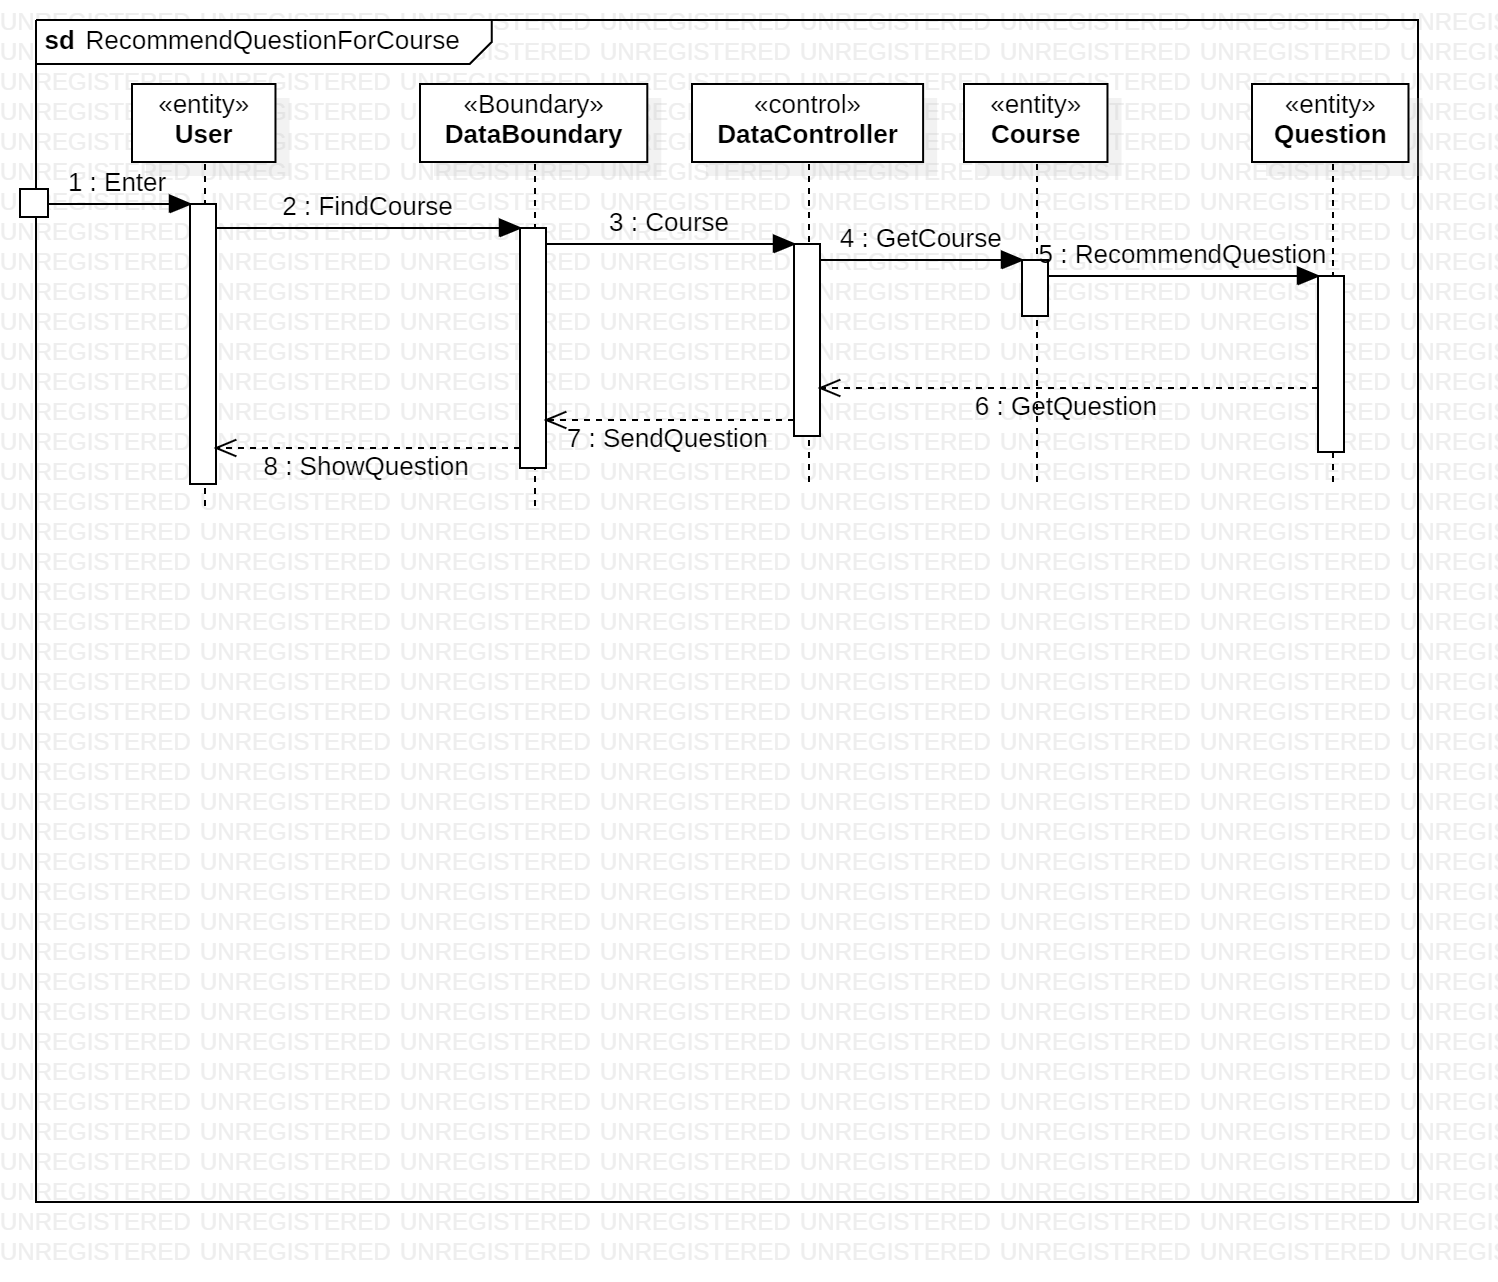 sd RecommendQuestionForCourse
«entity»
User
«Boundary»
DataBoundary
«control»
DataController
«entity»
Course
«entity»
Question
1 : Enter
2 : FindCourse
3 : Course
4 : GetCourse
5 : RecommendQuestion
6 : GetQuestion
7 : SendQuestion
8 : ShowQuestion
UNREGISTERED